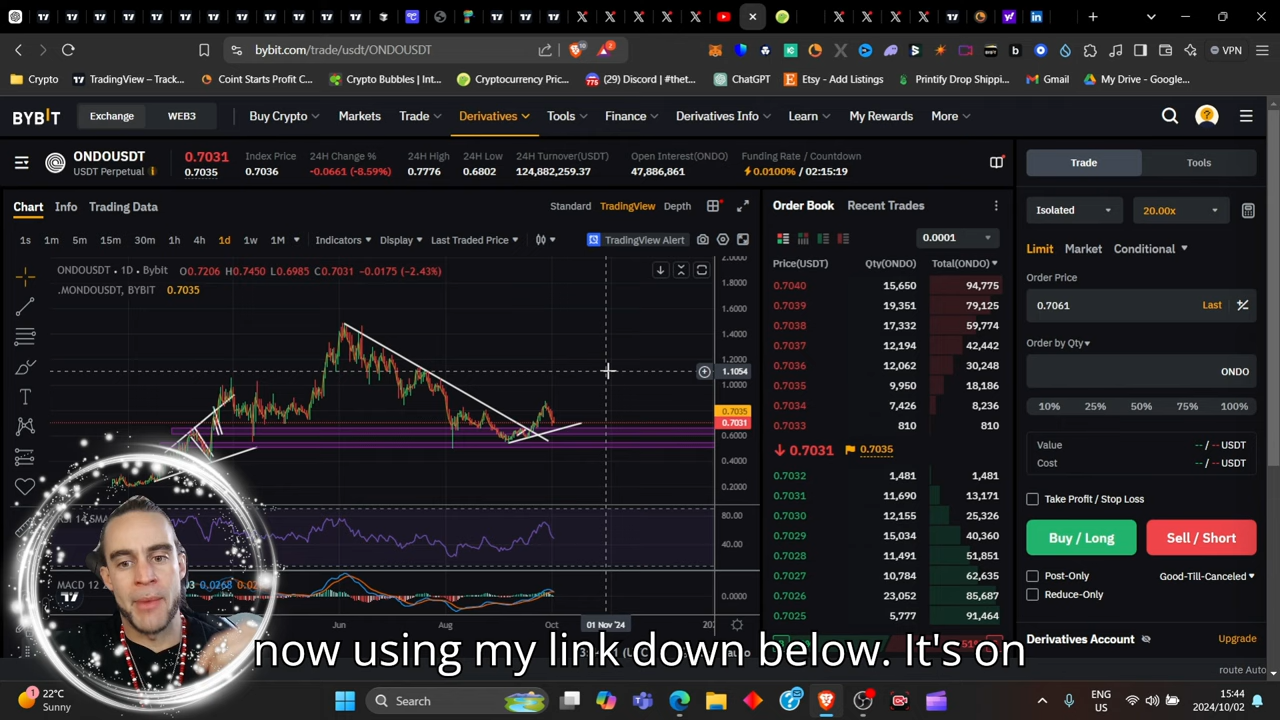 bybit.com/trade/usdt/ONDOUSDT
VPN
Crypto
TradingView – Track...
Coint Starts Profit C...
Crypto Bubbles | Int...
Cryptocurrency Pric...
(29) Discord | #thet...
ChatGPT
Etsy - Add Listings
Printify Drop Shippi...
Gmail
My Drive - Google...
BYBIT
Exchange
WEB3
Buy Crypto
Markets
Trade
Derivatives
Tools
Finance
Derivatives Info
Learn
My Rewards
More
ONDOUSDT
USDT Perpetual
0.7031
0.7035
Index Price
0.7036
24H Change %
-0.0661 (-8.59%)
24H High
0.7776
24H Low
0.6802
24H Turnover(USDT)
124,882,259.37
Open Interest(ONDO)
47,886,861
Funding Rate / Countdown
0.0100% / 02:15:19
Trade
Tools
Chart
Info
Trading Data
Standard
TradingView
Depth
1s
1m
5m
15m
30m
1h
4h
1d
1w
1M
Indicators
Display
Last Traded Price
TradingView Alert
ONDOUSDT · 1D · Bybit O0.7206 H0.7450 L0.6985 C0.7031 -0.0175 (-2.43%)
.MONDOUSDT, BYBIT 0.7035
2.0000
1.8000
1.6000
1.4000
1.2000
1.1054
1.0000
0.7035
0.7031
0.6000
0.4000
0.2000
80.00
40.00
0.0000
MACD 12
Jun
Aug
Oct
01 Nov '24
Order Book
Recent Trades
0.0001
Price(USDT) Qty(ONDO) Total(ONDO)
0.7040 15,650 94,775
0.7039 19,351 79,125
0.7038 17,332 59,774
0.7037 12,194 42,442
0.7036 12,062 30,248
0.7035 9,950 18,186
0.7034 7,426 8,236
0.7033 810 810
0.7031 0.7035
0.7032 1,481 1,481
0.7031 11,690 13,171
0.7030 12,155 25,326
0.7029 15,034 40,360
0.7028 11,491 51,851
0.7027 10,784 62,635
0.7026 23,052 85,687
0.7025 5,777 91,464
Isolated
20.00x
Limit
Market
Conditional
Order Price
0.7061
Last
Order by Qty
ONDO
10%
25%
50%
75%
100%
Value
-- / -- USDT
Cost
-- / -- USDT
Take Profit / Stop Loss
Buy / Long
Sell / Short
Post-Only
Good-Till-Canceled
Reduce-Only
Derivatives Account
Upgrade
route Auto
now using my link down below. It's on
22°C
Sunny
Search
ENG
US
15:44
2024/10/02